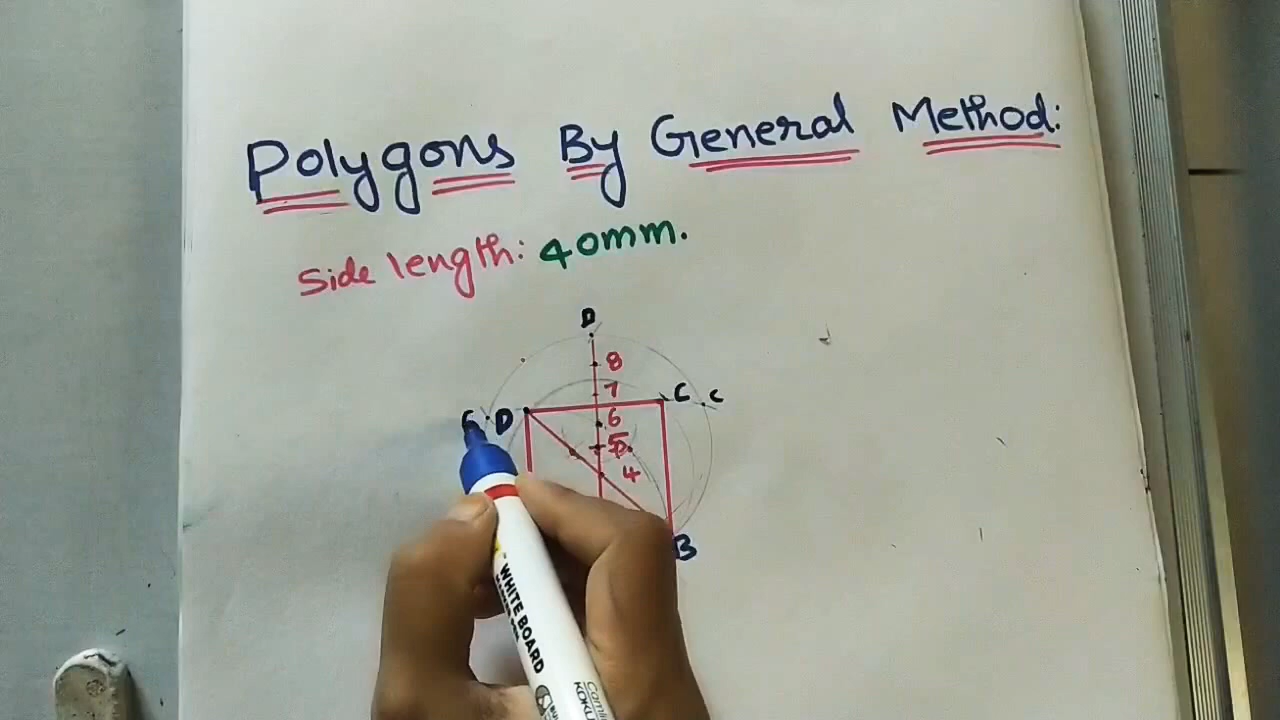 Polygons By General Method:
Side length: 40mm.
D
8
7
C C
D
6
5
4
B
WHITE BOARD